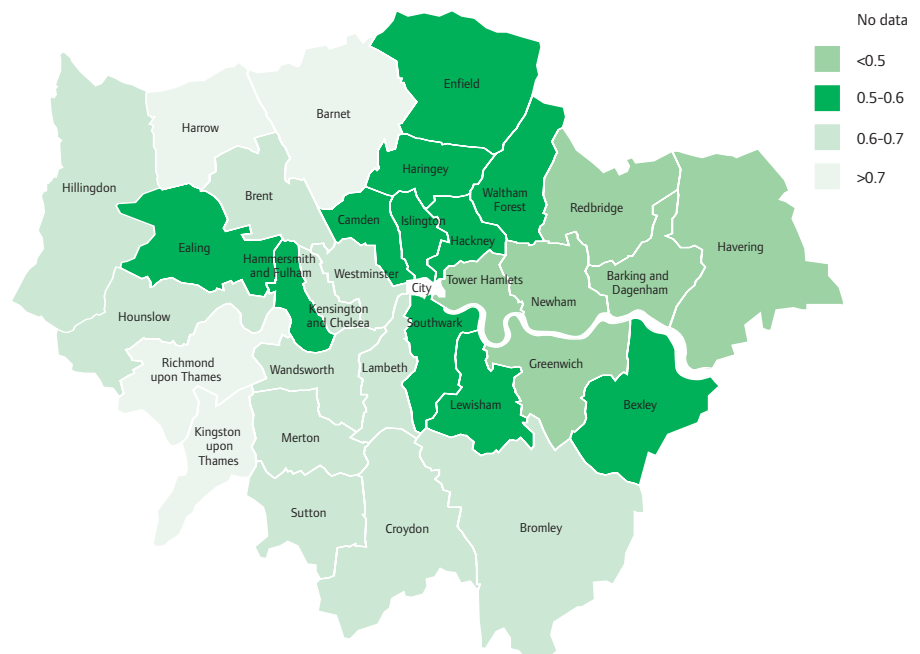 No data
<0.5
0.5-0.6
0.6-0.7
>0.7
Enfield
Barnet
Harrow
Haringey
Hillingdon
Brent
Waltham
Forest
Redbridge
Camden
Islington
Hackney
Havering
Ealing
Hammersmith
and Fulham
Westminster
Tower Hamlets
Barking and
Dagenham
City
Newham
Hounslow
Kensington
and Chelsea
Southwark
Richmond
upon Thames
Wandsworth
Lambeth
Greenwich
Lewisham
Bexley
Kingston
upon
Thames
Merton
Sutton
Croydon
Bromley